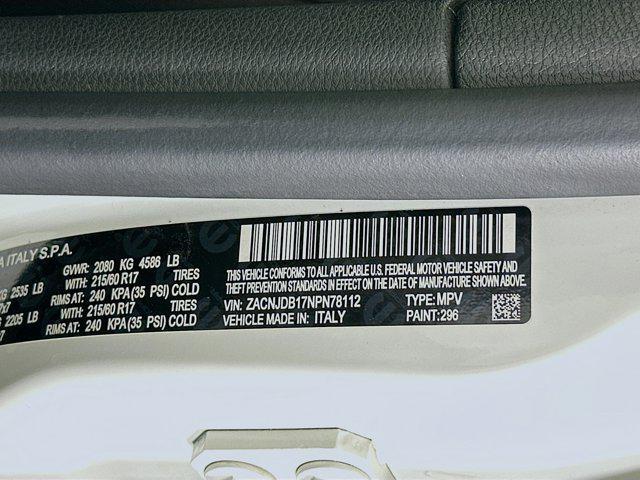 A ITALY S.P.A.
GVWR: 2080 KG 4586 LB
KG 2535 LB WITH: 215/60 R17 TIRES
RIMS AT: 240 KPA(35 PSI) COLD
2205 LB WITH: 215/60 R17 TIRES
RIMS AT: 240 KPA(35 PSI) COLD
THIS VEHICLE CONFORMS TO ALL APPLICABLE U.S. FEDERAL MOTOR VEHICLE SAFETY AND
THEFT PREVENTION STANDARDS IN EFFECT ON THE DATE OF MANUFACTURE SHOWN ABOVE.
VIN: ZACNJDB17NPN78112 TYPE: MPV
VEHICLE MADE IN: ITALY PAINT:296